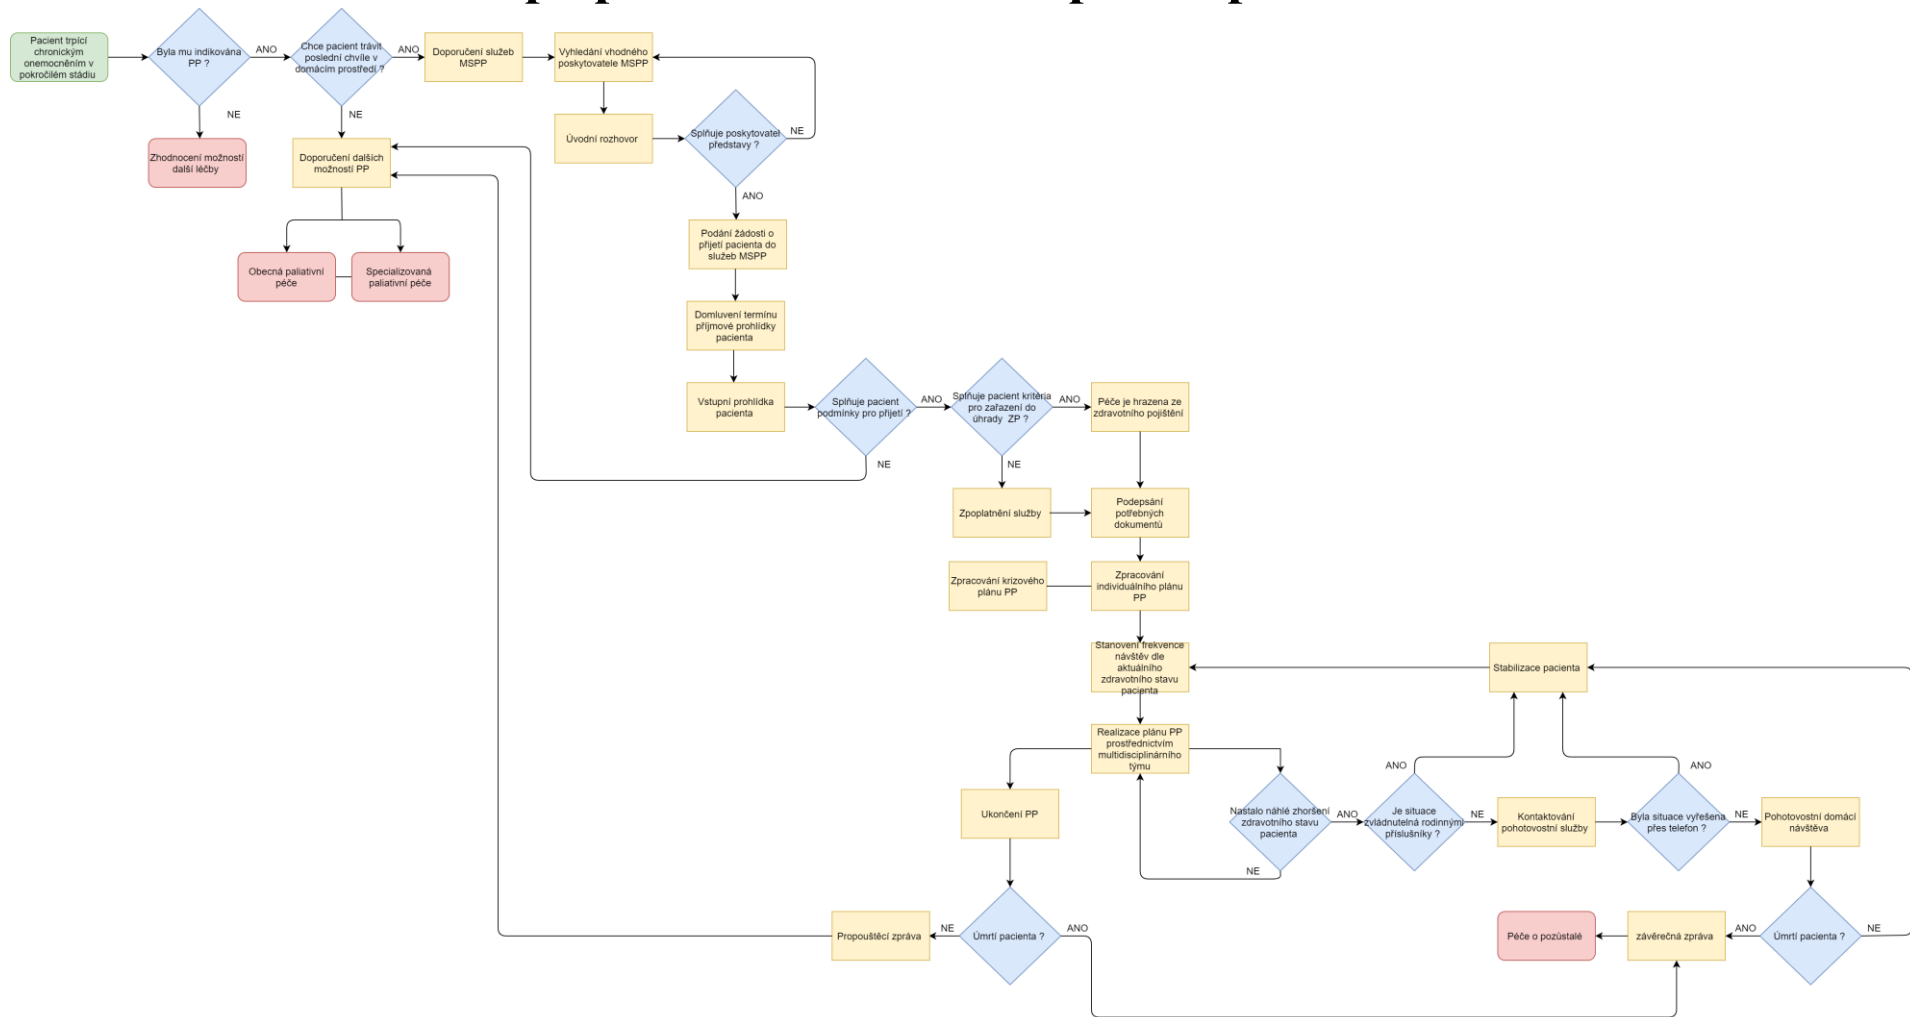 Pacient trpící
chronickým
onemocněním v
pokročilém stádiu
Byla mu indikována
PP ?
ANO
NE
Chce pacient trávit
poslední chvíle v
domácím prostředí ?
ANO
NE
Doporučení služeb
MSPP
Vyhledání vhodného
poskytovatele MSPP
Úvodní rozhovor
Splňuje poskytovatel
představy ?
NE
ANO
Zhodnocení možností
další léčby
Doporučení dalších
možností PP
Obecná paliativní
péče
Specializovaná
paliativní péče
Podání žádosti o
přijetí pacienta do
služeb MSPP
Domluvení termínu
příjmové prohlídky
pacienta
Vstupní prohlídka
pacienta
Splňuje pacient
podmínky pro přijetí ?
ANO
NE
Splňuje pacient kritéria
pro zařazení do
úhrady ZP ?
ANO
NE
Péče je hrazena ze
zdravotního pojištění
Zpoplatnění služby
Podepsání
potřebných
dokumentů
Zpracování krizového
plánu PP
Zpracování
individuálního plánu
PP
Stanovení frekvence
návštěv dle
aktuálního
zdravotního stavu
pacienta
Stabilizace pacienta
Realizace plánu PP
prostřednictvím
multidisciplinárního
týmu
Ukončení PP
Nastalo náhlé zhoršení
zdravotního stavu
pacienta
ANO
NE
Je situace
zvládnutelná rodinnými
příslušníky ?
ANO
NE
Kontaktování
pohotovostní služby
Byla situace vyřešena
přes telefon ?
ANO
NE
Pohotovostní domácí
návštěva
Propouštěcí zpráva
NE
Úmrtí pacienta ?
ANO
Péče o pozůstalé
závěrečná zpráva
ANO
Úmrtí pacienta ?
NE